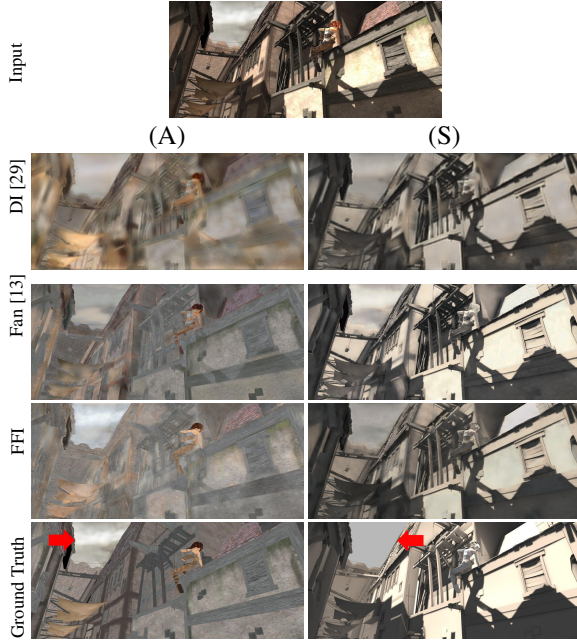 Input
(A) (S)
DI [29]
Fan [13]
FFI
Ground Truth